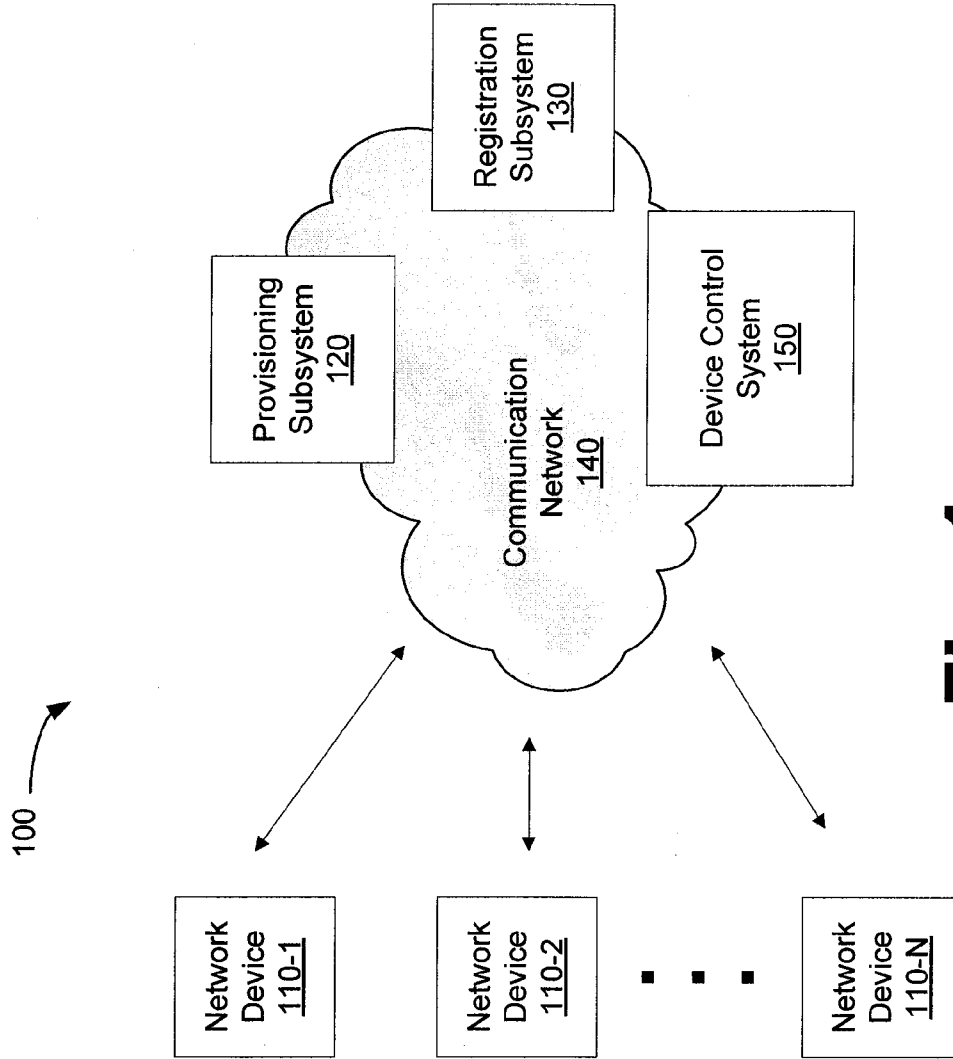 100
Network
Device
110-1
Network
Device
110-2
Network
Device
110-N
Provisioning
Subsystem
120
Registration
Subsystem
130
Communication
Network
140
Device Control
System
150